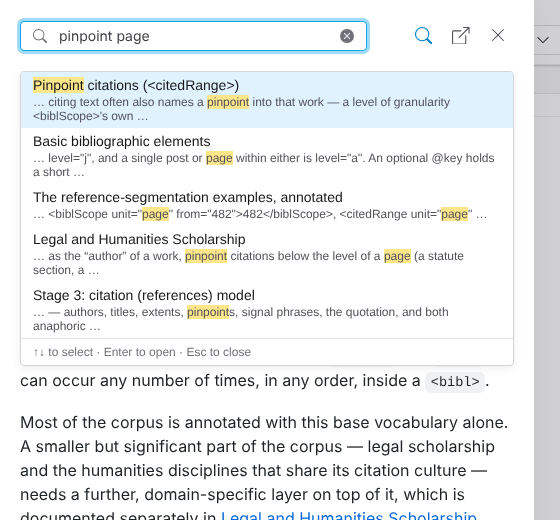 pinpoint page
Pinpoint citations (<citedRange>)
… citing text often also names a pinpoint into that work — a level of granularity
<biblScope>'s own …
Basic bibliographic elements
… level="j", and a single post or page within either is level="a". An optional @key holds
a short …
The reference-segmentation examples, annotated
… <biblScope unit="page" from="482">482</biblScope>, <citedRange unit="page" …
Legal and Humanities Scholarship
… as the “author” of a work, pinpoint citations below the level of a page (a statute
section, a …
Stage 3: citation (references) model
… — authors, titles, extents, pinpoints, signal phrases, the quotation, and both
anaphoric …
↑↓ to select · Enter to open · Esc to close
can occur any number of times, in any order, inside a <bibl>.
Most of the corpus is annotated with this base vocabulary alone.
A smaller but significant part of the corpus — legal scholarship
and the humanities disciplines that share its citation culture —
needs a further, domain-specific layer on top of it, which is
documented separately in Legal and Humanities Scholarship